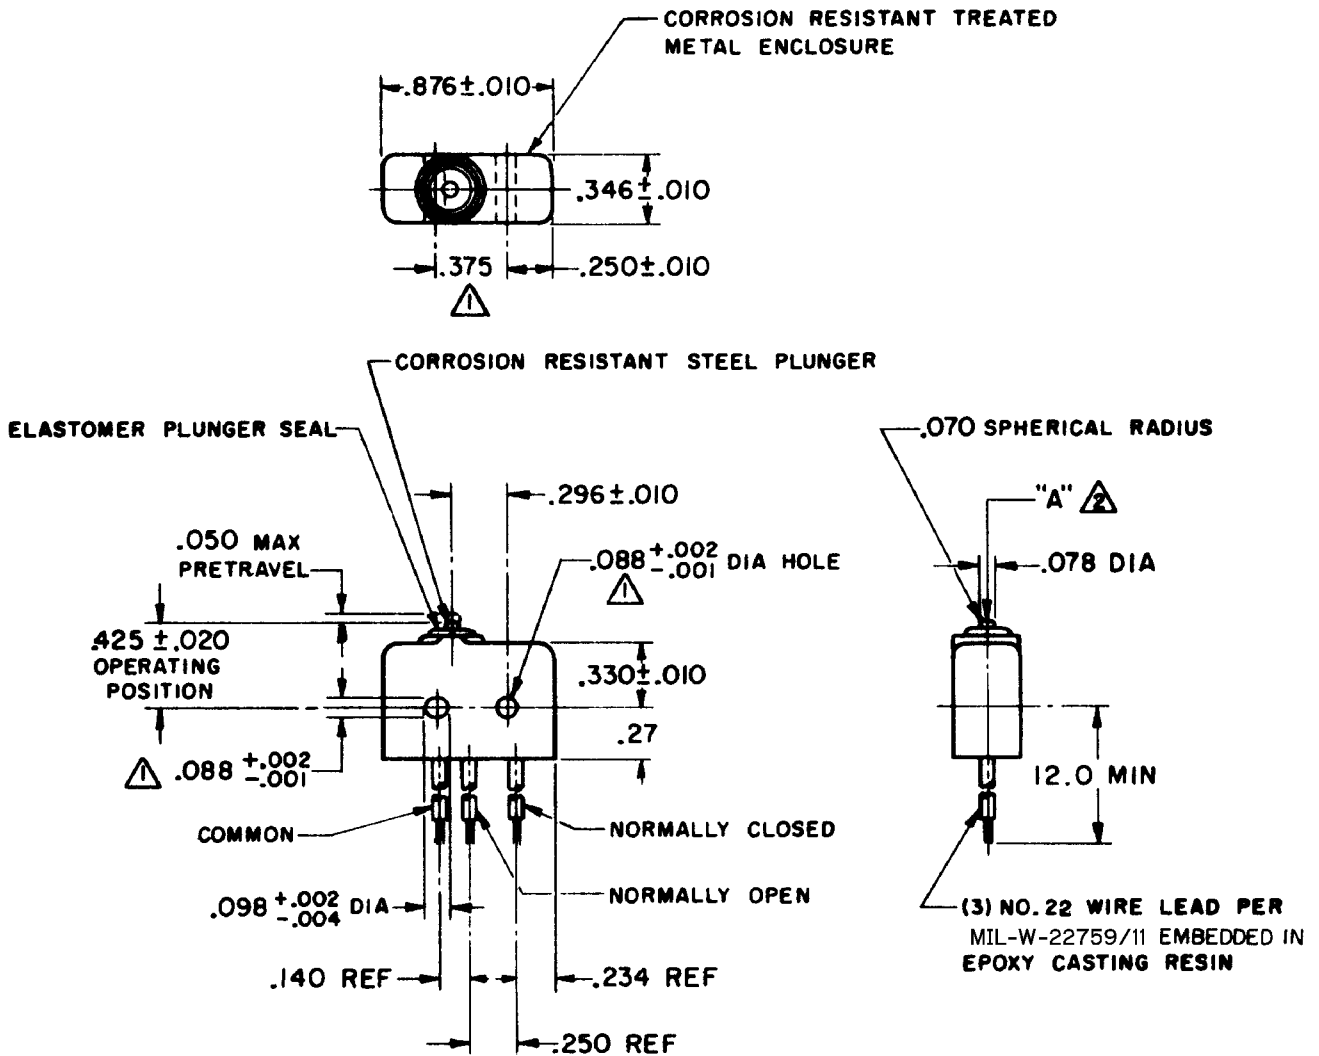 CORROSION RESISTANT TREATED
METAL ENCLOSURE
.876±.010
.346±.010
.375
.250±.010
1
CORROSION RESISTANT STEEL PLUNGER
ELASTOMER PLUNGER SEAL
.070 SPHERICAL RADIUS
.296±.010
"A" 2
.050 MAX
PRETRAVEL
.088 +.002 -.001 DIA HOLE
1
.078 DIA
.425 ±.020
OPERATING
POSITION
.330±.010
.27
1 .088 +.002 -.001
12.0 MIN
COMMON
NORMALLY CLOSED
NORMALLY OPEN
.098 +.002 -.004 DIA
(3) NO. 22 WIRE LEAD PER
MIL-W-22759/11 EMBEDDED IN
EPOXY CASTING RESIN
.140 REF
.234 REF
.250 REF